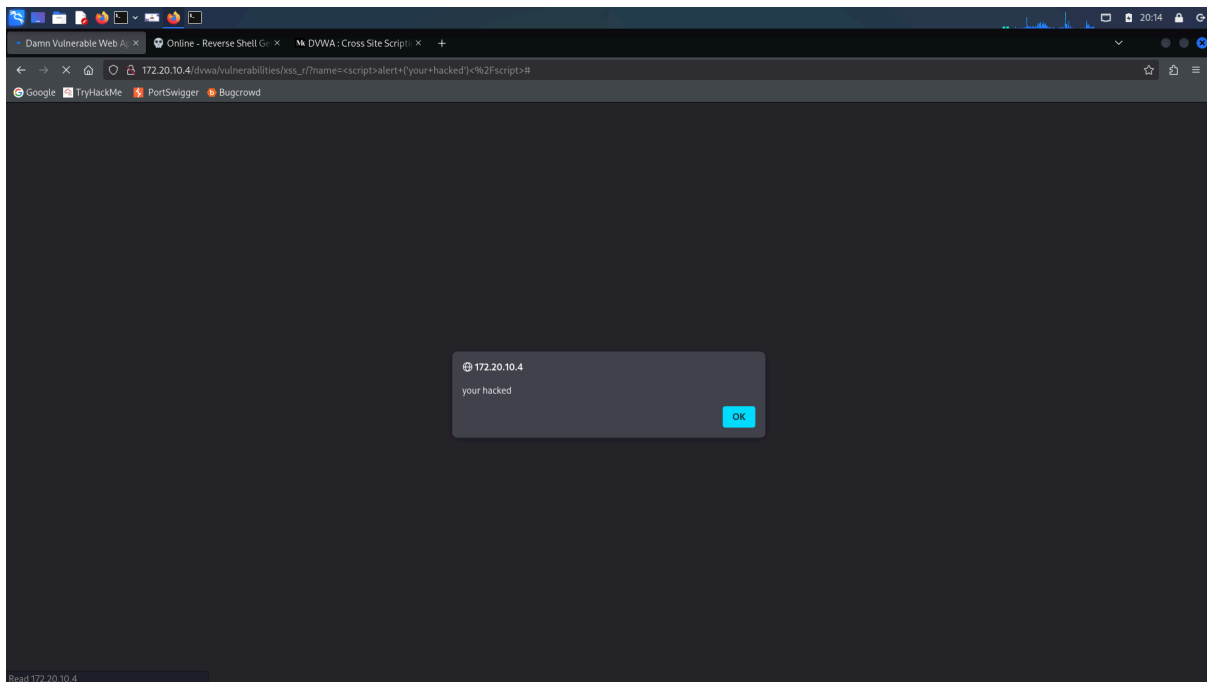 20:14
Damn Vulnerable Web Ap
Online - Reverse Shell Ge
DVWA : Cross Site Scripti
172.20.10.4/dvwa/vulnerabilities/xss_r/?name=<script>alert+('your+hacked')<%2Fscript>#
Google TryHackMe PortSwigger Bugcrowd
172.20.10.4
your hacked
OK
Read 172.20.10.4